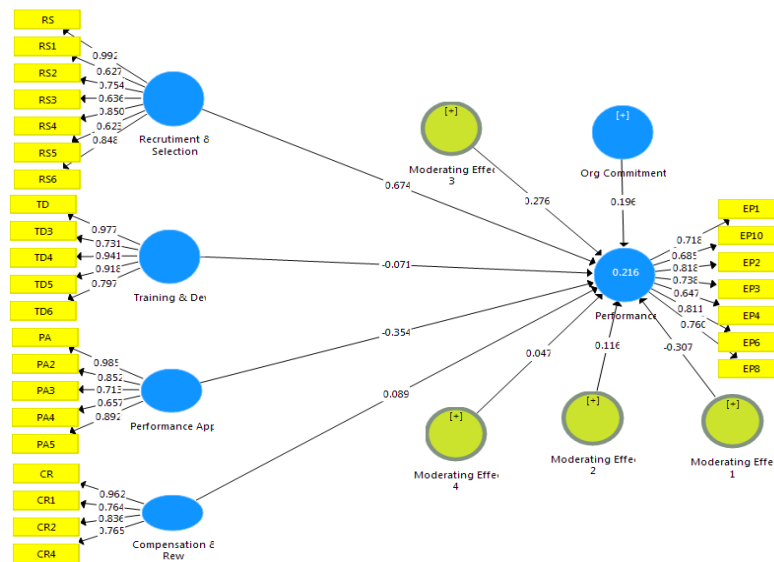 RS
RS1
RS2
RS3
RS4
RS5
RS6
0.992
0.627
0.754
0.636
0.850
0.623
0.848
Recrutiment &
Selection
TD
TD3
TD4
TD5
TD6
0.977
0.731
0.941
0.918
0.797
Training & De
PA
PA2
PA3
PA4
PA5
0.985
0.852
0.713
0.657
0.892
Performance App
CR
CR1
CR2
CR4
0.962
0.764
0.836
0.765
Compensation &
Rew
0.674
-0.071
-0.354
0.089
[+]
Moderating Effe
3
0.276
[+]
Org Commitment
0.196
0.216
Performance
0.718
0.685
0.818
0.738
0.647
0.811
0.760
EP1
EP10
EP2
EP3
EP4
EP6
EP8
0.047
0.116
-0.307
[+]
Moderating Effe
4
[+]
Moderating Effe
2
[+]
Moderating Effe
1